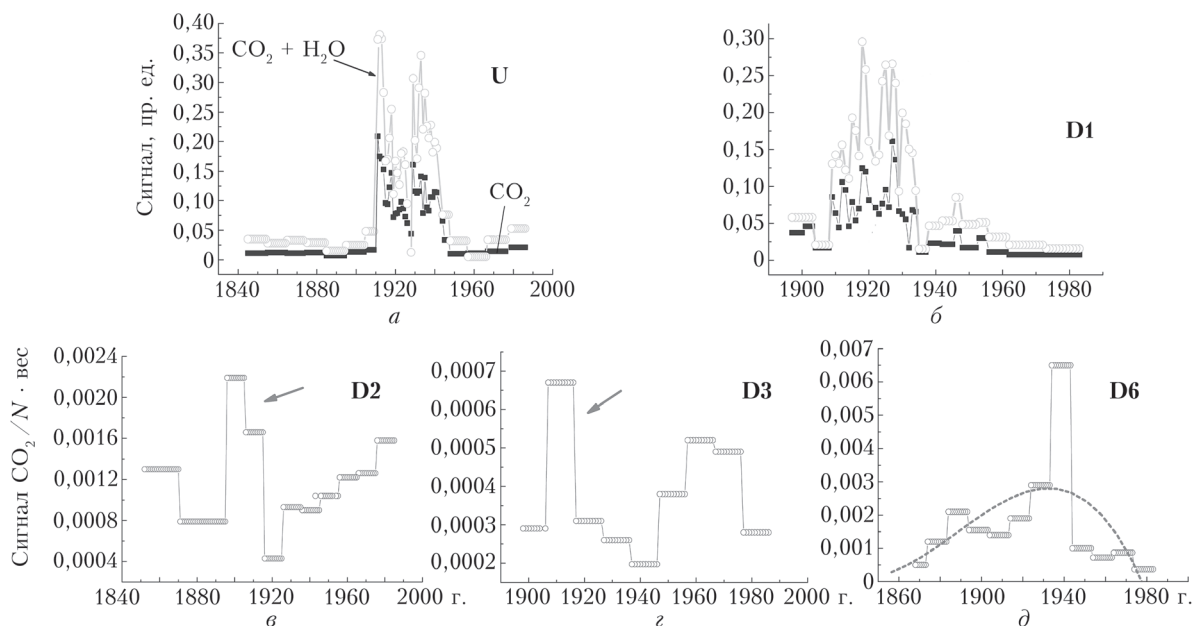 Сигнал, пр. ед.
0,40
0,35
0,30
0,25
0,20
0,15
0,10
0,05
0
CO₂ + H₂O
U
CO₂
1840 1880 1920 1960 2000
а
0,30
0,25
0,20
0,15
0,10
0,05
0
D1
1900 1920 1940 1960 1980
б
Сигнал CO₂/N · вес
0,0024
0,0020
0,0016
0,0012
0,0008
0,0004
D2
1840 1880 1920 1960 2000 г.
в
0,0007
0,0006
0,0005
0,0004
0,0003
0,0002
D3
1900 1920 1940 1960 1980 2000 г.
г
0,007
0,006
0,005
0,004
0,003
0,002
0,001
0
D6
1860 1900 1940 1980 г.
д